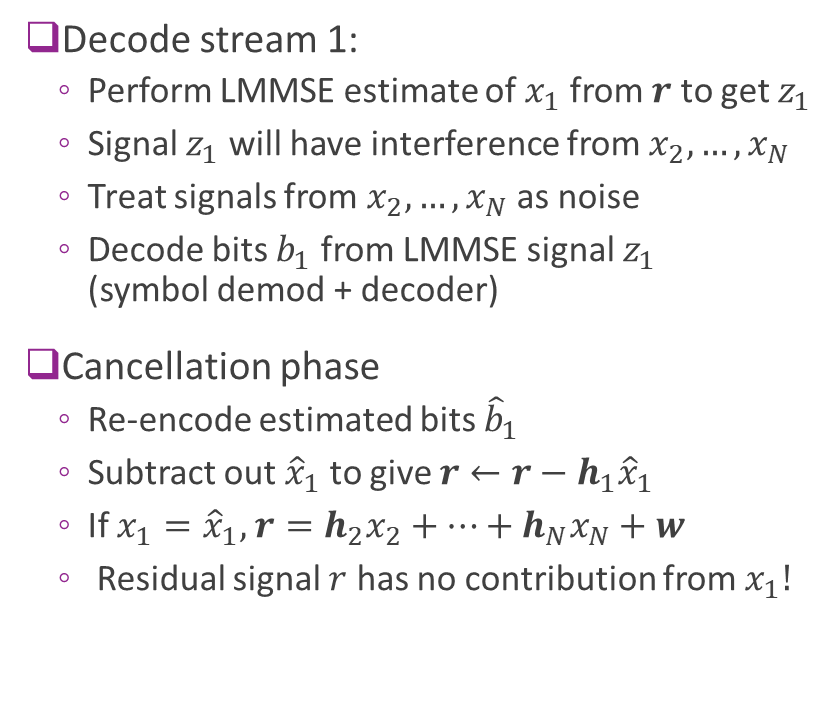 ❑Decode stream 1:
◦ Perform LMMSE estimate of 𝑥₁ from 𝒓 to get 𝑧₁
◦ Signal 𝑧₁ will have interference from 𝑥₂, … , 𝑥_𝑁
◦ Treat signals from 𝑥₂, … , 𝑥_𝑁 as noise
◦ Decode bits 𝑏₁ from LMMSE signal 𝑧₁
(symbol demod + decoder)
❑Cancellation phase
◦ Re-encode estimated bits 𝑏̂₁
◦ Subtract out 𝑥̂₁ to give 𝒓 ← 𝒓 − 𝒉₁𝑥̂₁
◦ If 𝑥₁ = 𝑥̂₁, 𝒓 = 𝒉₂𝑥₂ + ⋯ + 𝒉_𝑁𝑥_𝑁 + 𝒘
◦ Residual signal 𝑟 has no contribution from 𝑥₁!